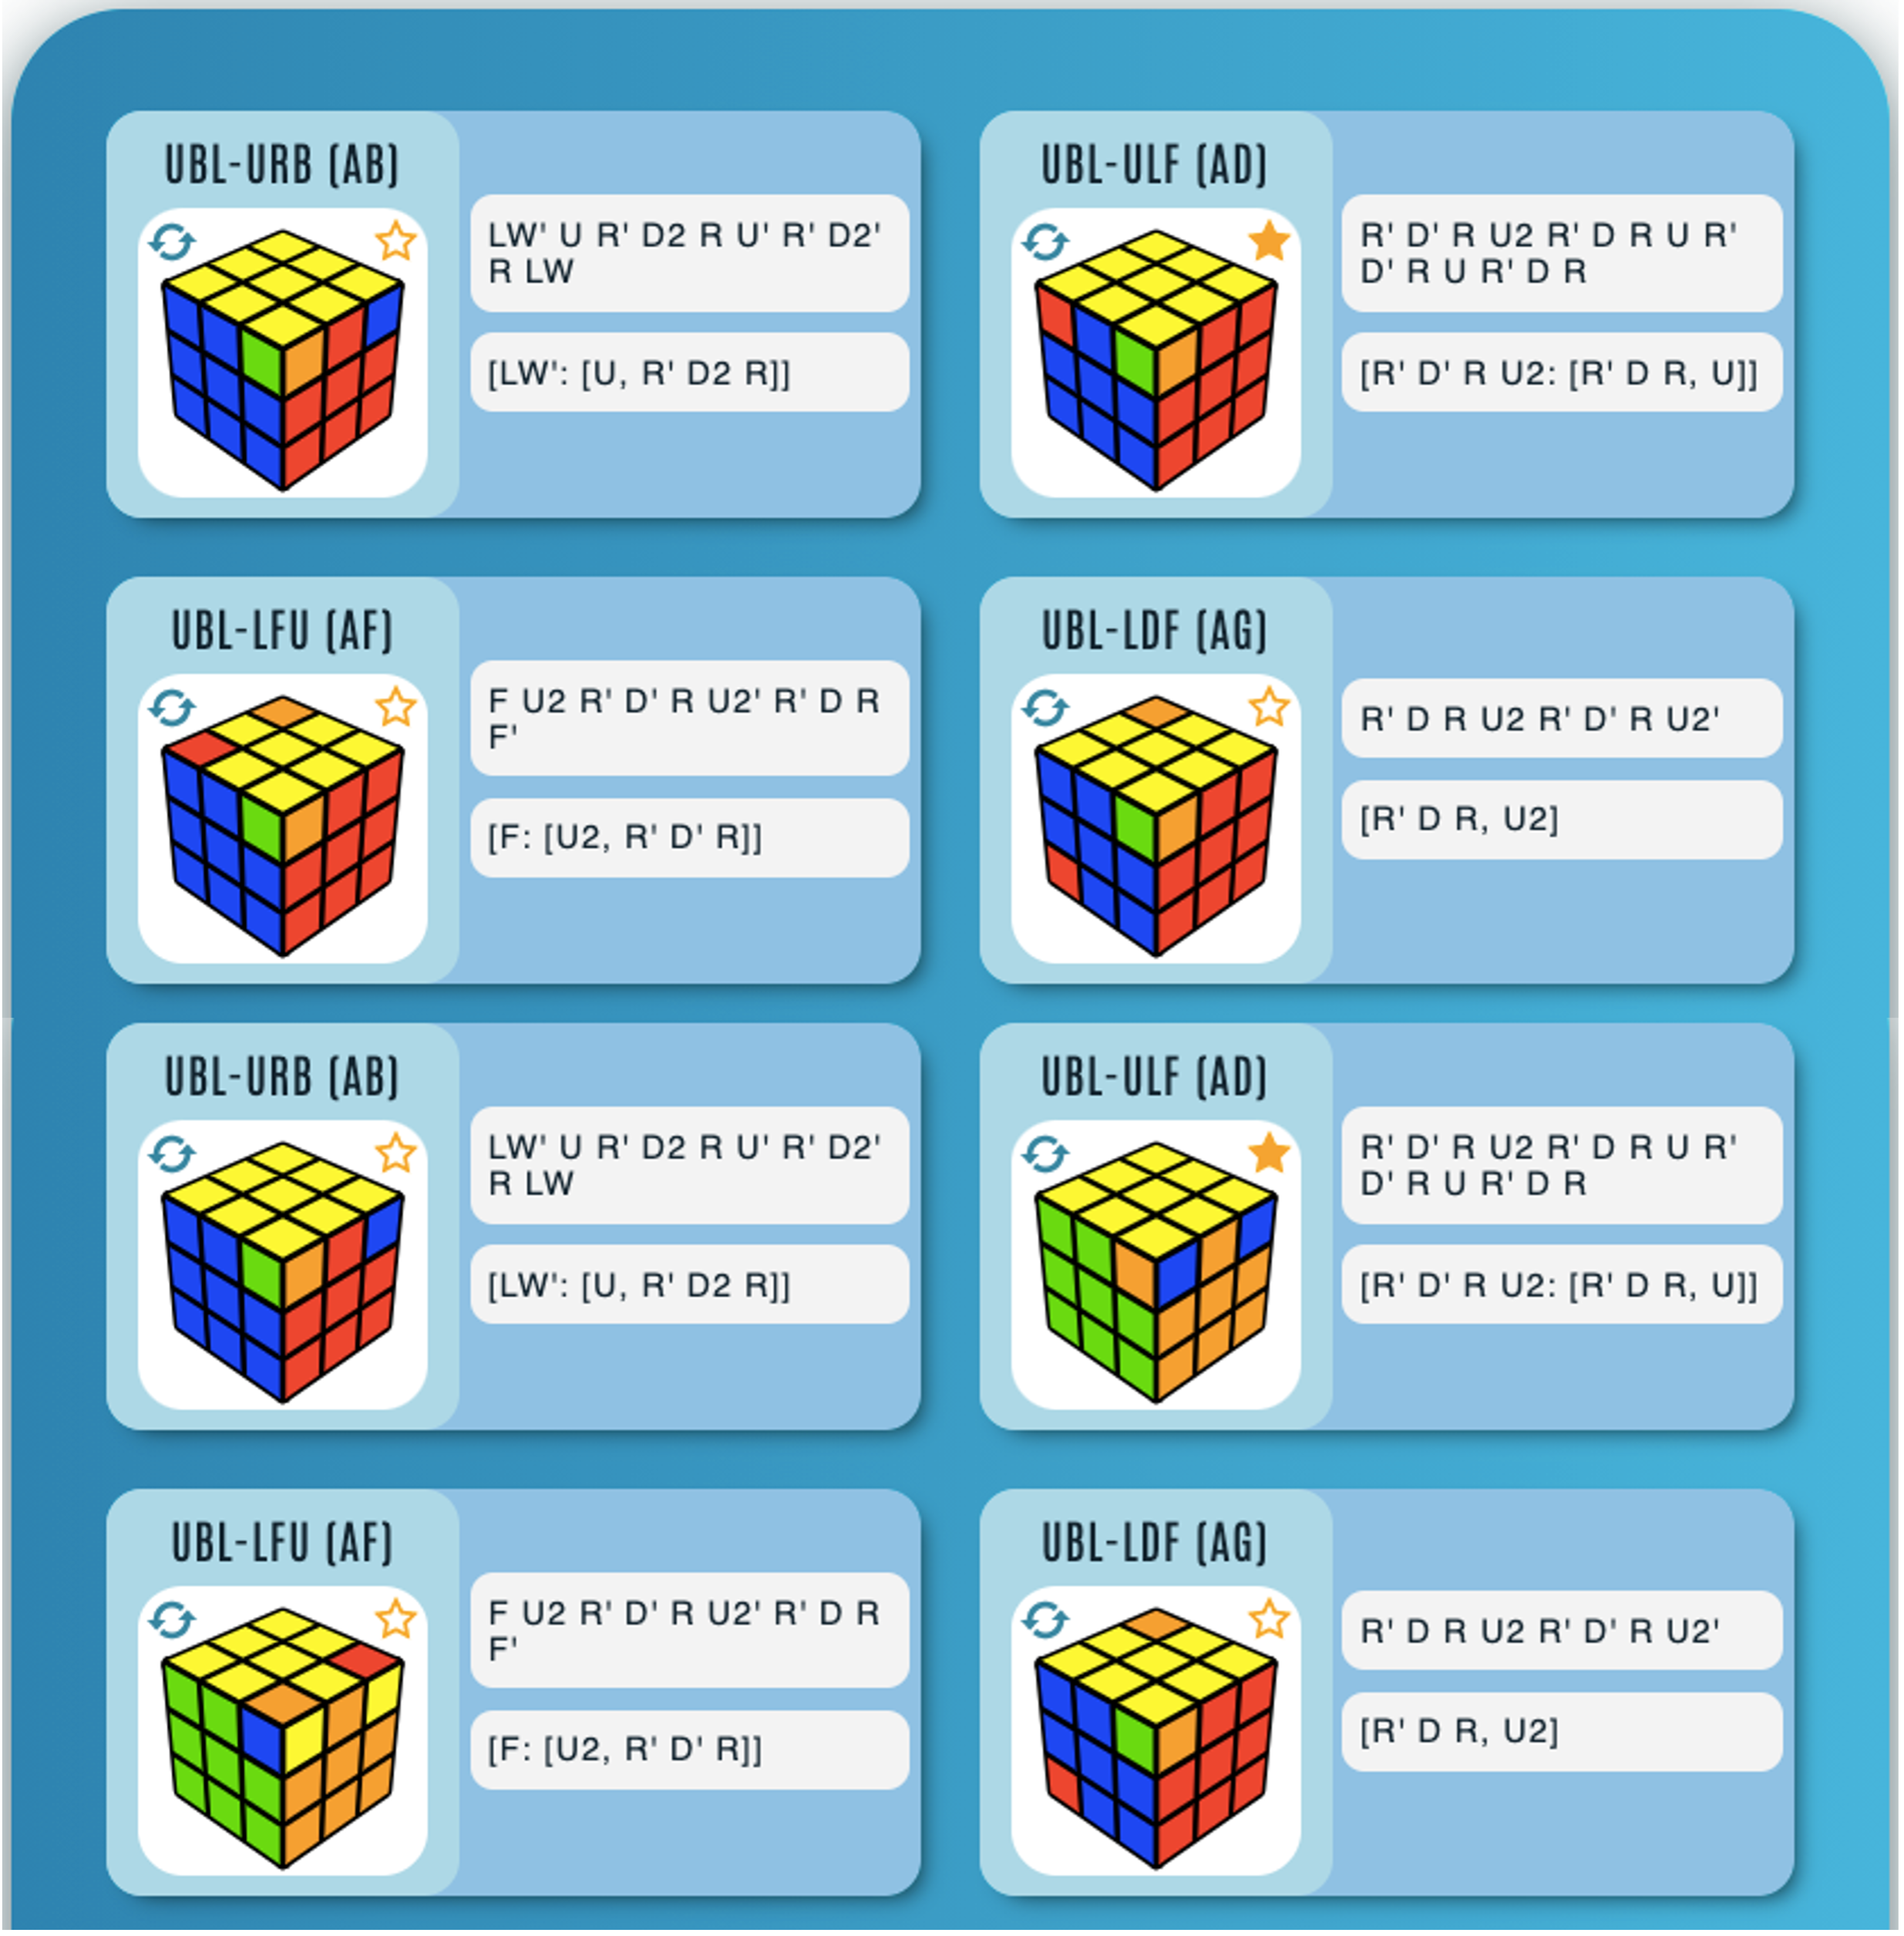 UBL-URB (AB)
LW' U R' D2 R U' R' D2'
R LW
[LW': [U, R' D2 R]]
UBL-ULF (AD)
R' D' R U2 R' D R U R'
D' R U R' D R
[R' D' R U2: [R' D R, U]]
UBL-LFU (AF)
F U2 R' D' R U2' R' D R
F'
[F: [U2, R' D' R]]
UBL-LDF (AG)
R' D R U2 R' D' R U2'
[R' D R, U2]
UBL-URB (AB)
LW' U R' D2 R U' R' D2'
R LW
[LW': [U, R' D2 R]]
UBL-ULF (AD)
R' D' R U2 R' D R U R'
D' R U R' D R
[R' D' R U2: [R' D R, U]]
UBL-LFU (AF)
F U2 R' D' R U2' R' D R
F'
[F: [U2, R' D' R]]
UBL-LDF (AG)
R' D R U2 R' D' R U2'
[R' D R, U2]